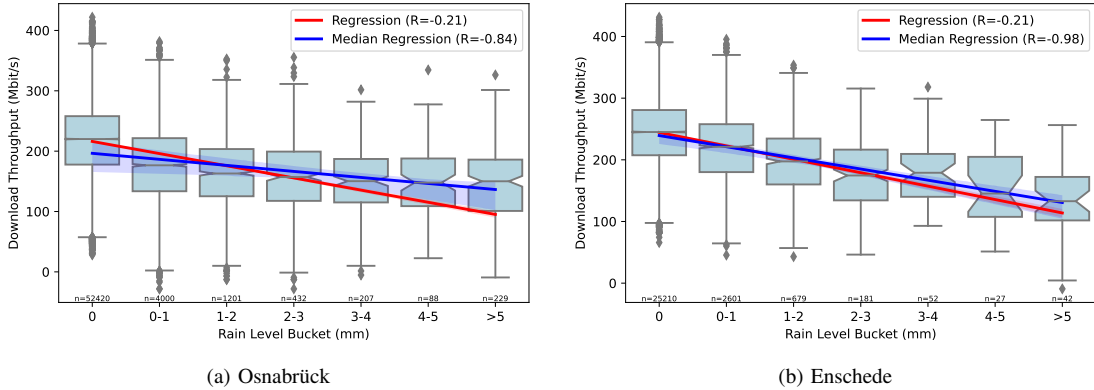 Regression (R=-0.21)
Median Regression (R=-0.84)
Download Throughput (Mbit/s)
400
300
200
100
0
n=52420 n=4000 n=1201 n=432 n=207 n=88 n=229
0 0-1 1-2 2-3 3-4 4-5 >5
Rain Level Bucket (mm)
(a) Osnabrück
Regression (R=-0.21)
Median Regression (R=-0.98)
Download Throughput (Mbit/s)
400
300
200
100
0
n=25210 n=2601 n=679 n=181 n=52 n=27 n=42
0 0-1 1-2 2-3 3-4 4-5 >5
Rain Level Bucket (mm)
(b) Enschede